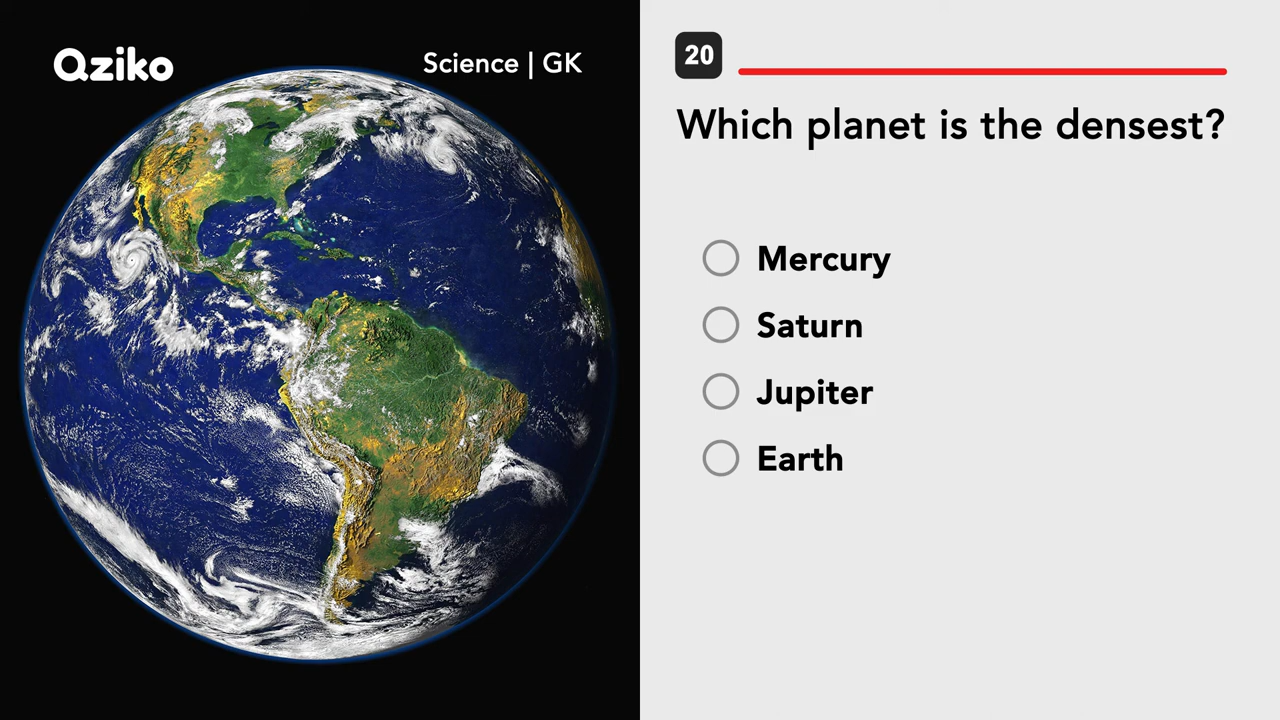 Qziko
Science | GK
20
Which planet is the densest?
Mercury
Saturn
Jupiter
Earth